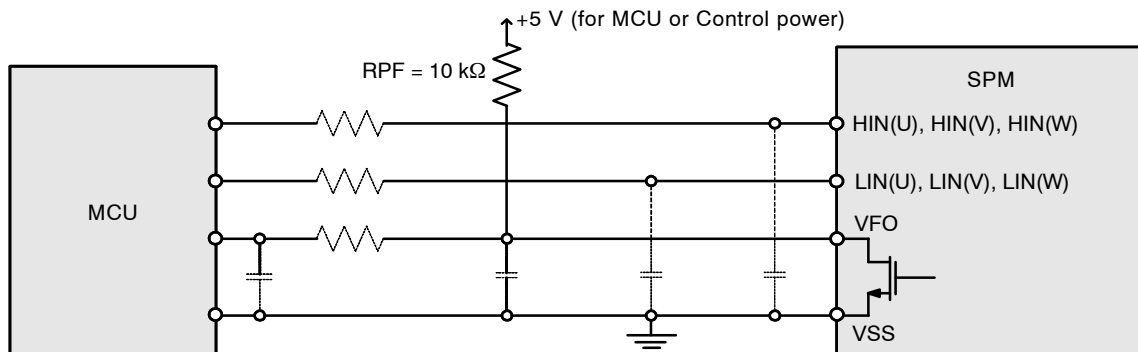 +5 V (for MCU or Control power)
RPF = 10 kΩ
SPM
HIN(U), HIN(V), HIN(W)
LIN(U), LIN(V), LIN(W)
MCU
VFO
VSS